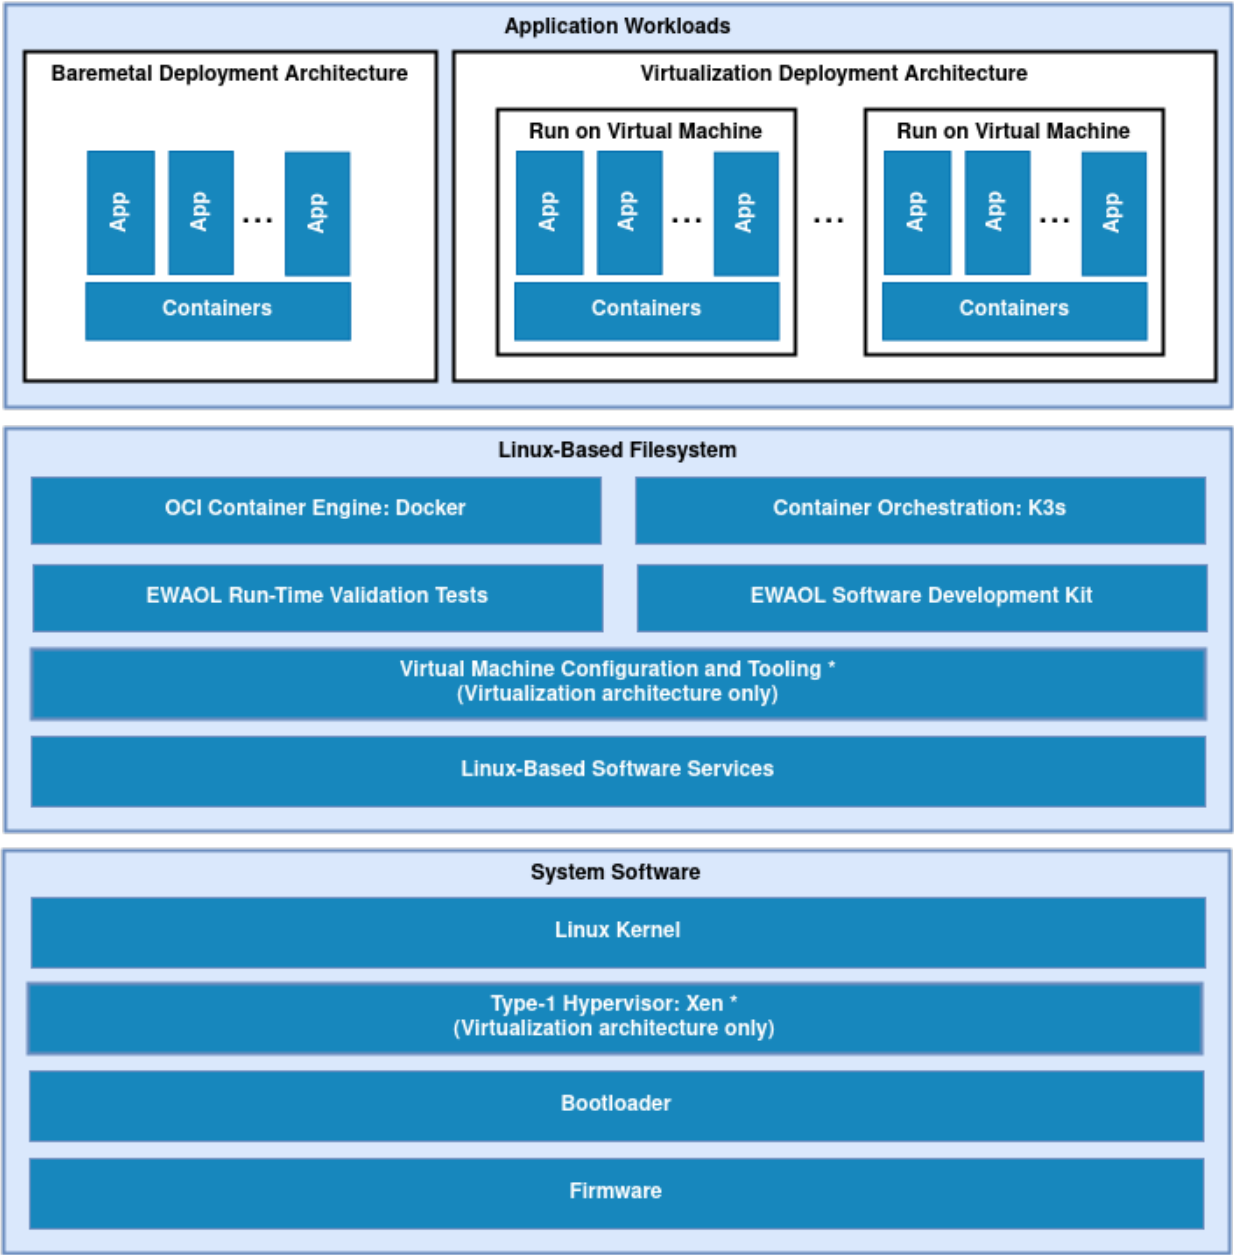 Application Workloads
Baremetal Deployment Architecture
App
App
...
App
Containers
Virtualization Deployment Architecture
Run on Virtual Machine
App
App
...
App
Containers
...
Run on Virtual Machine
App
App
...
App
Containers
Linux-Based Filesystem
OCI Container Engine: Docker
Container Orchestration: K3s
EWAOL Run-Time Validation Tests
EWAOL Software Development Kit
Virtual Machine Configuration and Tooling *
(Virtualization architecture only)
Linux-Based Software Services
System Software
Linux Kernel
Type-1 Hypervisor: Xen *
(Virtualization architecture only)
Bootloader
Firmware